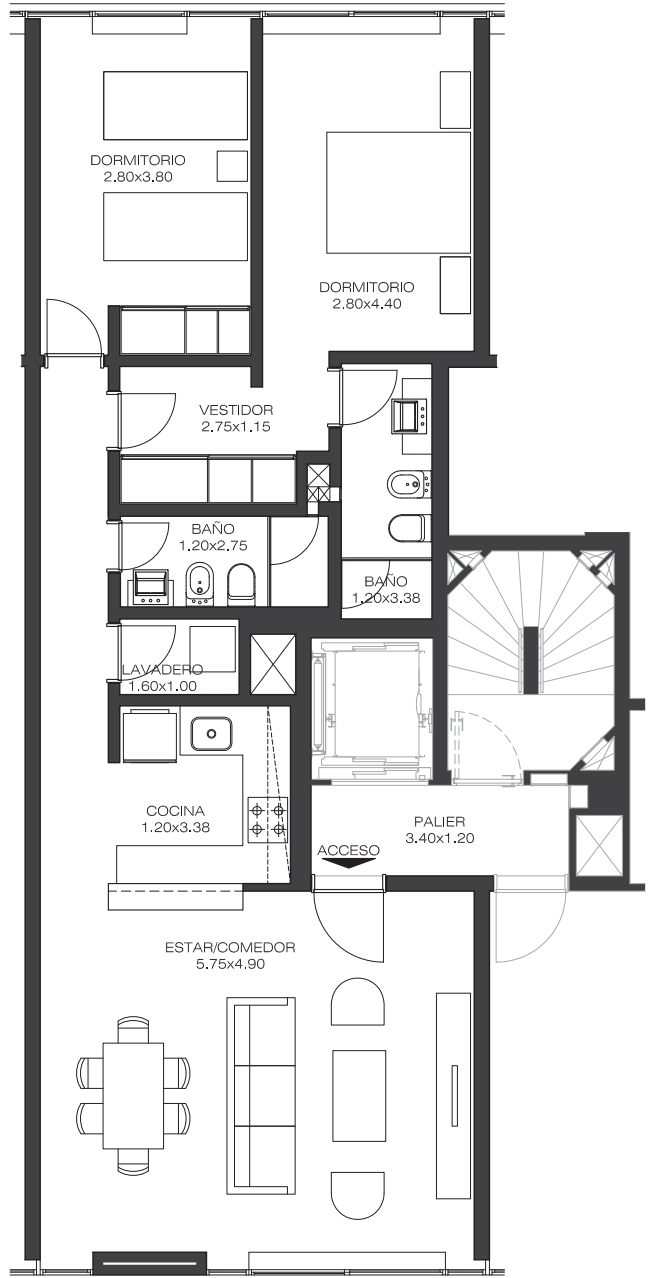 DORMITORIO
2.80x3.80
DORMITORIO
2.80x4.40
VESTIDOR
2.75x1.15
BAÑO
1.20x2.75
BAÑO
1.20x3.38
LAVADERO
1.60x1.00
COCINA
1.20x3.38
PALIER
3.40x1.20
ACCESO
ESTAR/COMEDOR
5.75x4.90